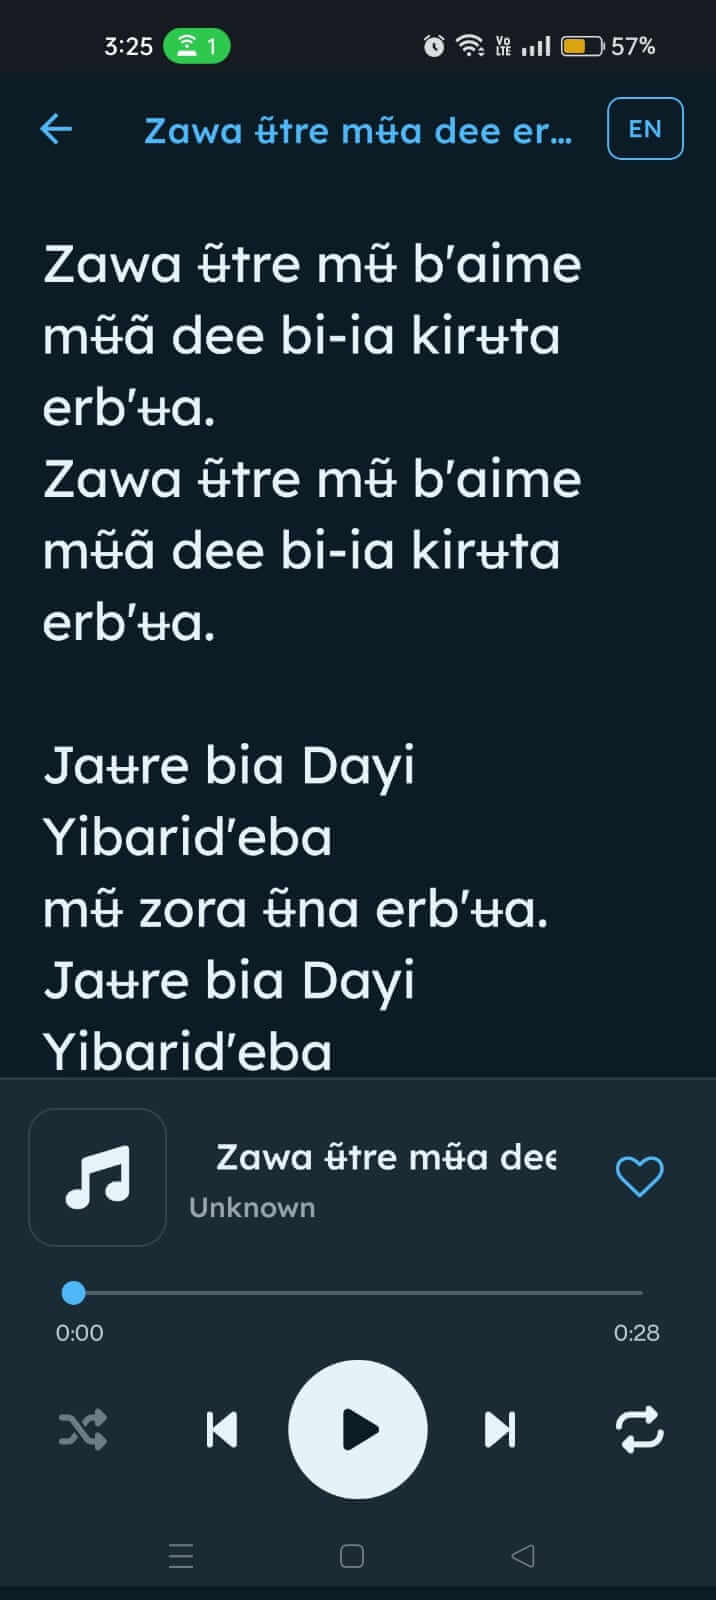 3:25 1 Vo LTE 57%
Zawa ʉ̃tre mʉ̃a dee er... EN
Zawa ʉ̃tre mʉ̃ b'aime
mʉ̃ã dee bi-ia kirʉta
erb'ʉa.
Zawa ʉ̃tre mʉ̃ b'aime
mʉ̃ã dee bi-ia kirʉta
erb'ʉa.
Jaʉre bia Dayi
Yibarid'eba
mʉ̃ zora ʉ̃na erb'ʉa.
Jaʉre bia Dayi
Yibarid'eba
Zawa ʉ̃tre mʉ̃a dee
Unknown
0:00 0:28